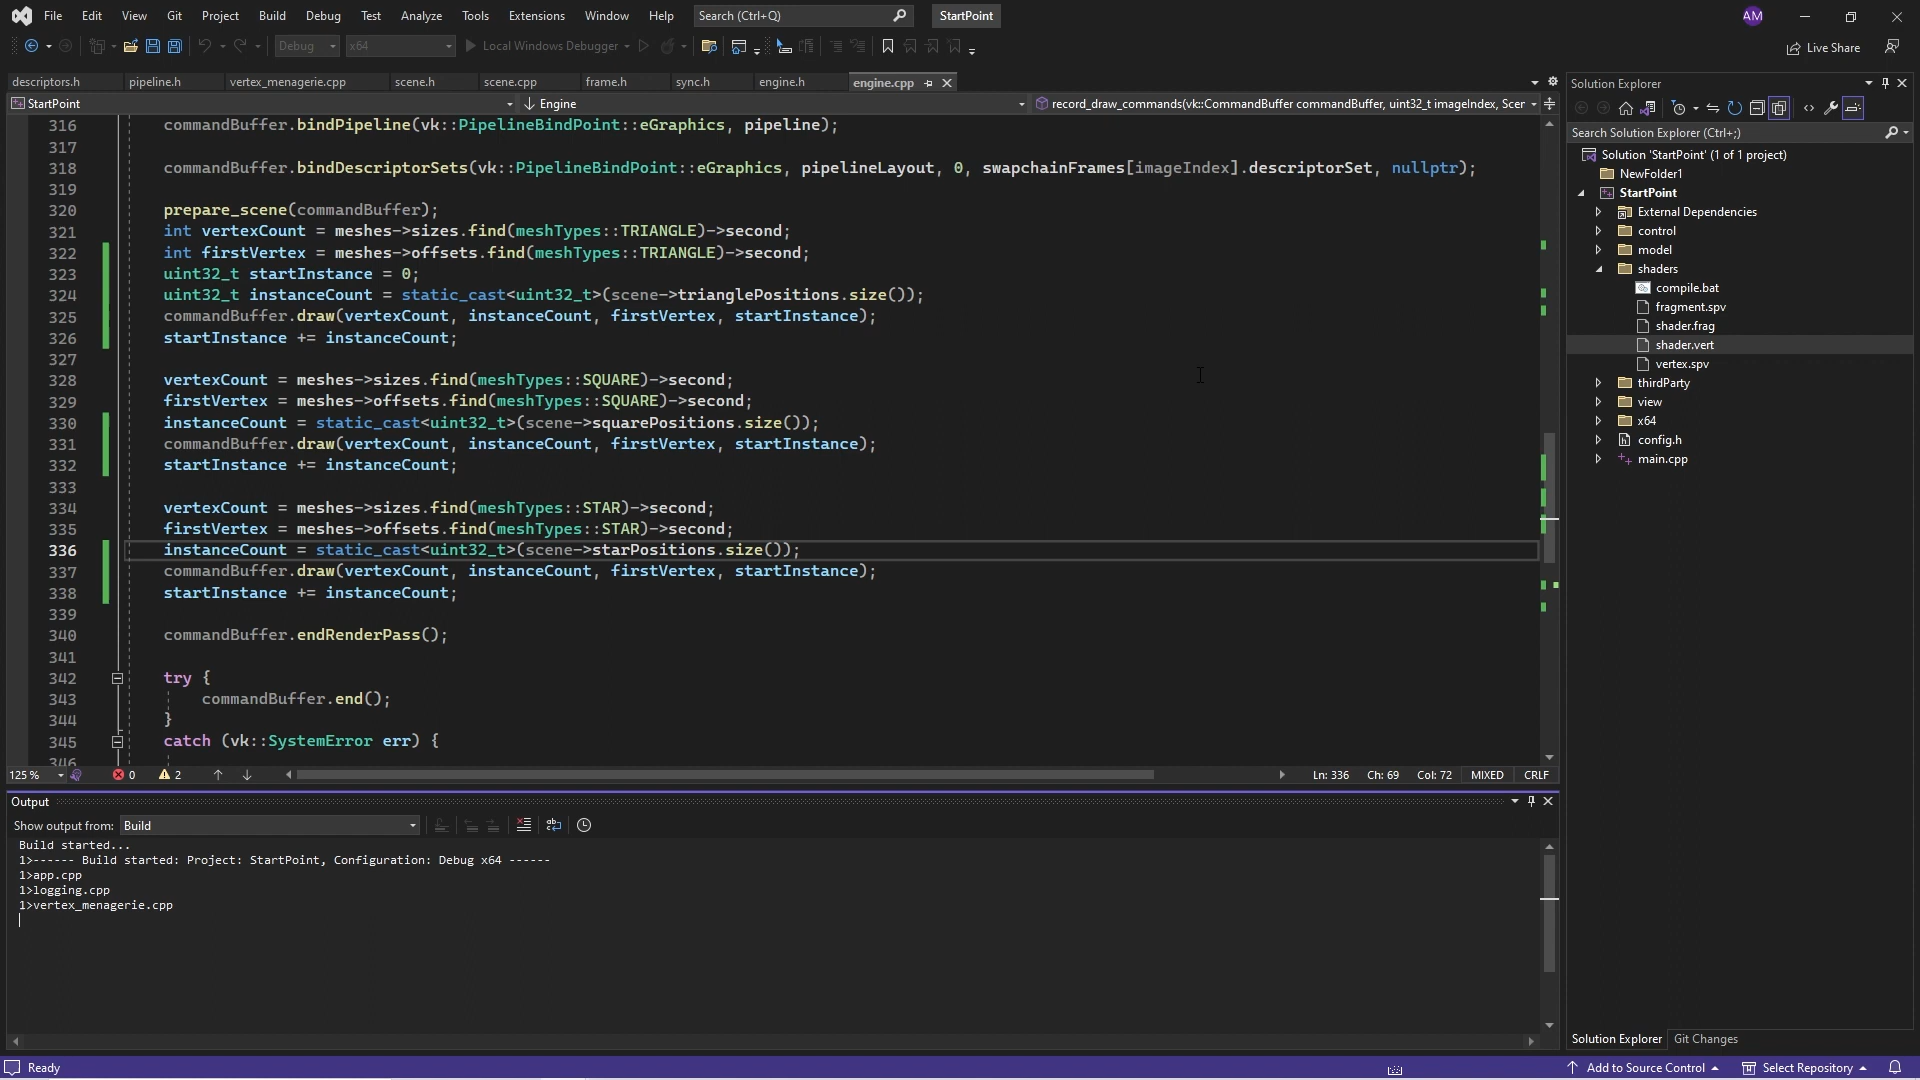 File Edit View Git Project Build Debug Test Analyze Tools Extensions Window Help Search (Ctrl+Q) StartPoint AM
Debug x64 Local Windows Debugger Live Share
descriptors.h pipeline.h vertex_menagerie.cpp scene.h scene.cpp frame.h sync.h engine.h engine.cpp
StartPoint Engine record_draw_commands(vk::CommandBuffer commandBuffer, uint32_t imageIndex, Scer
316 commandBuffer.bindPipeline(vk::PipelineBindPoint::eGraphics, pipeline);
317
318 commandBuffer.bindDescriptorSets(vk::PipelineBindPoint::eGraphics, pipelineLayout, 0, swapchainFrames[imageIndex].descriptorSet, nullptr);
319
320 prepare_scene(commandBuffer);
321 int vertexCount = meshes->sizes.find(meshTypes::TRIANGLE)->second;
322 int firstVertex = meshes->offsets.find(meshTypes::TRIANGLE)->second;
323 uint32_t startInstance = 0;
324 uint32_t instanceCount = static_cast<uint32_t>(scene->trianglePositions.size());
325 commandBuffer.draw(vertexCount, instanceCount, firstVertex, startInstance);
326 startInstance += instanceCount;
327
328 vertexCount = meshes->sizes.find(meshTypes::SQUARE)->second;
329 firstVertex = meshes->offsets.find(meshTypes::SQUARE)->second;
330 instanceCount = static_cast<uint32_t>(scene->squarePositions.size());
331 commandBuffer.draw(vertexCount, instanceCount, firstVertex, startInstance);
332 startInstance += instanceCount;
333
334 vertexCount = meshes->sizes.find(meshTypes::STAR)->second;
335 firstVertex = meshes->offsets.find(meshTypes::STAR)->second;
336 instanceCount = static_cast<uint32_t>(scene->starPositions.size());
337 commandBuffer.draw(vertexCount, instanceCount, firstVertex, startInstance);
338 startInstance += instanceCount;
339
340 commandBuffer.endRenderPass();
341
342 try {
343 commandBuffer.end();
344 }
345 catch (vk::SystemError err) {
346
125 % 0 2 Ln: 336 Ch: 69 Col: 72 MIXED CRLF
Output
Show output from: Build
Build started...
1>------ Build started: Project: StartPoint, Configuration: Debug x64 ------
1>app.cpp
1>logging.cpp
1>vertex_menagerie.cpp
Solution Explorer
Search Solution Explorer (Ctrl+;)
Solution 'StartPoint' (1 of 1 project)
NewFolder1
StartPoint
External Dependencies
control
model
shaders
compile.bat
fragment.spv
shader.frag
shader.vert
vertex.spv
thirdParty
view
x64
config.h
main.cpp
Solution Explorer Git Changes
Ready Add to Source Control Select Repository